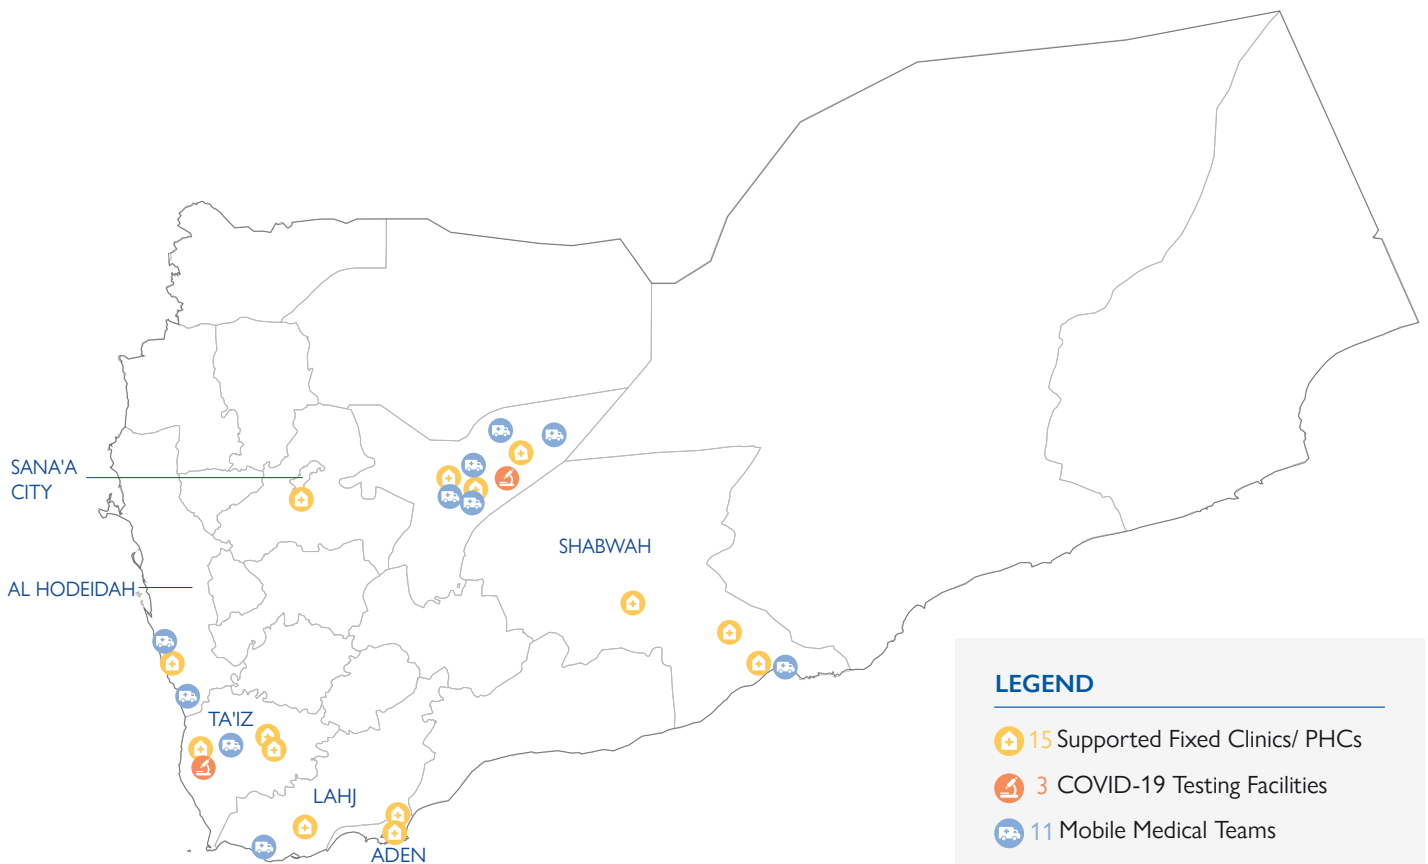 SANA'A
CITY
SHABWAH
AL HODEIDAH
TA'IZ
LAHJ
ADEN
LEGEND
15 Supported Fixed Clinics/ PHCs
3 COVID-19 Testing Facilities
11 Mobile Medical Teams